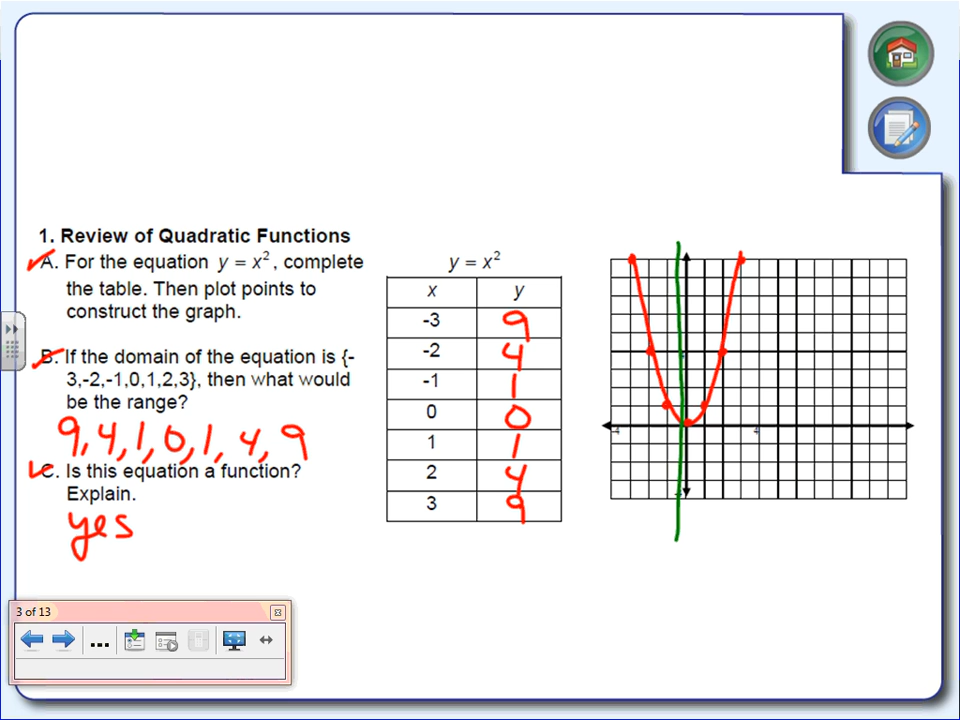 1. Review of Quadratic Functions
A. For the equation y = x², complete
the table. Then plot points to
construct the graph.
B. If the domain of the equation is {-
3,-2,-1,0,1,2,3}, then what would
be the range?
9, 4, 1, 0, 1, 4, 9
C. Is this equation a function?
Explain.
yes
y = x²
x y
-3 9
-2 4
-1 1
0 0
1 1
2 4
3 9
-4 4
3 of 13
...